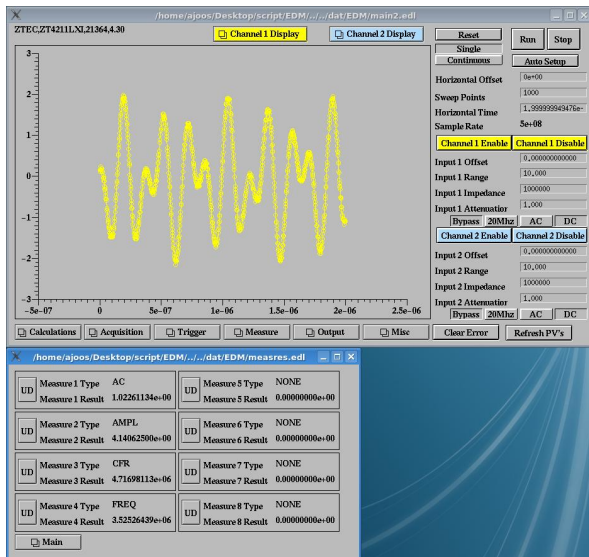 /home/ajoos/Desktop/script/EDM/../../dat/EDM/main2.edl
ZTEC,ZT4211LXI,21364,4.30
Channel 1 Display
Channel 2 Display
3
2
1
0
-1
-2
-3
-5e-07
0
5e-07
1e-06
1e-06
2e-06
2.5e-06
Reset
Single
Continuous
Run
Stop
Auto Setup
Horizontal Offset 0e+00
Sweep Points 1000
Horizontal Time 1.999999949476e-
Sample Rate 5e+08
Channel 1 Enable Channel 1 Disable
Input 1 Offset 0.000000000000
Input 1 Range 10.000
Input 1 Impedance 1000000
Input 1 Attenuatior 1.000
Bypass 20Mhz AC DC
Channel 2 Enable Channel 2 Disable
Input 2 Offset 0.000000000000
Input 2 Range 10.000
Input 2 Impedance 1000000
Input 2 Attenuatior 1.000
Bypass 20Mhz AC DC
Calculations Acquisition Trigger Measure Output Misc Clear Error Refresh PV's
/home/ajoos/Desktop/script/EDM/../../dat/EDM/measres.edl
UD Measure 1 Type AC
Measure 1 Result 1.02261134e+00
UD Measure 5 Type NONE
Measure 5 Result 0.00000000e+00
UD Measure 2 Type AMPL
Measure 2 Result 4.14062500e+00
UD Measure 6 Type NONE
Measure 6 Result 0.00000000e+00
UD Measure 3 Type CFR
Measure 3 Result 4.71698113e+06
UD Measure 7 Type NONE
Measure 7 Result 0.00000000e+00
UD Measure 4 Type FREQ
Measure 4 Result 3.52526439e+06
UD Measure 8 Type NONE
Measure 8 Result 0.00000000e+00
Main